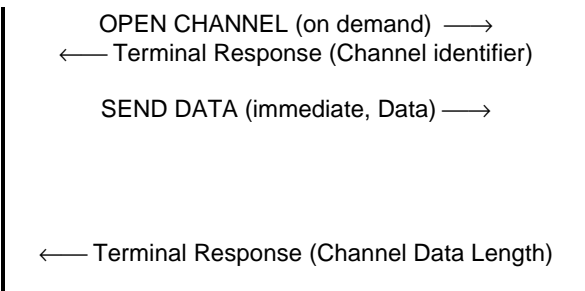 OPEN CHANNEL (on demand) ⟶
⟵ Terminal Response (Channel identifier)
SEND DATA (immediate, Data) ⟶
⟵ Terminal Response (Channel Data Length)